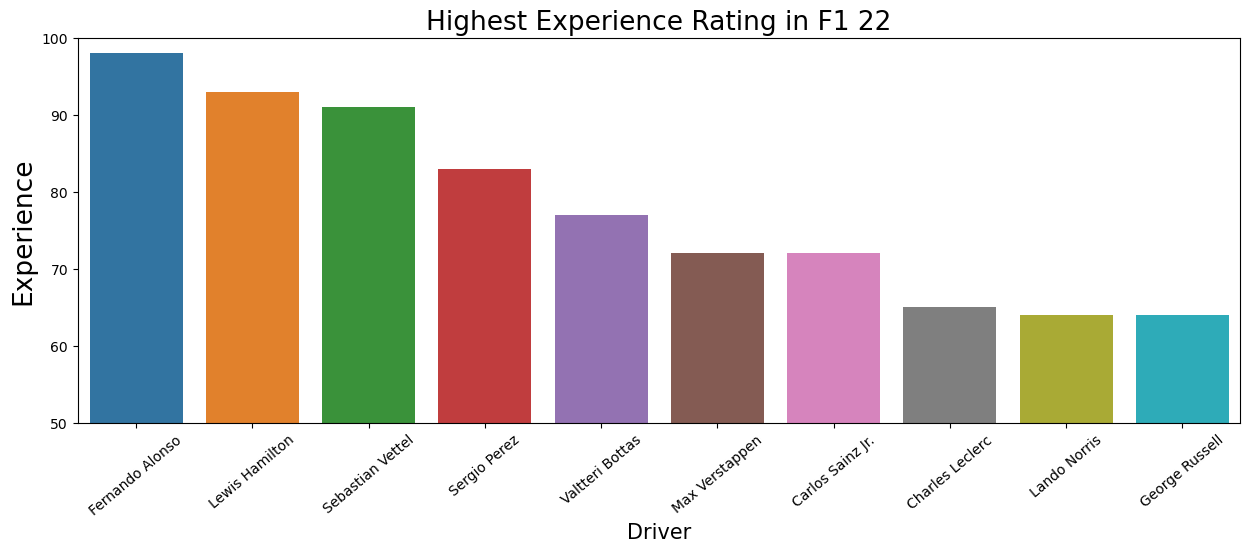 Highest Experience Rating in F1 22
Experience
100
90
80
70
60
50
Fernando Alonso
Lewis Hamilton
Sebastian Vettel
Sergio Perez
Valtteri Bottas
Max Verstappen
Carlos Sainz Jr.
Charles Leclerc
Lando Norris
George Russell
Driver